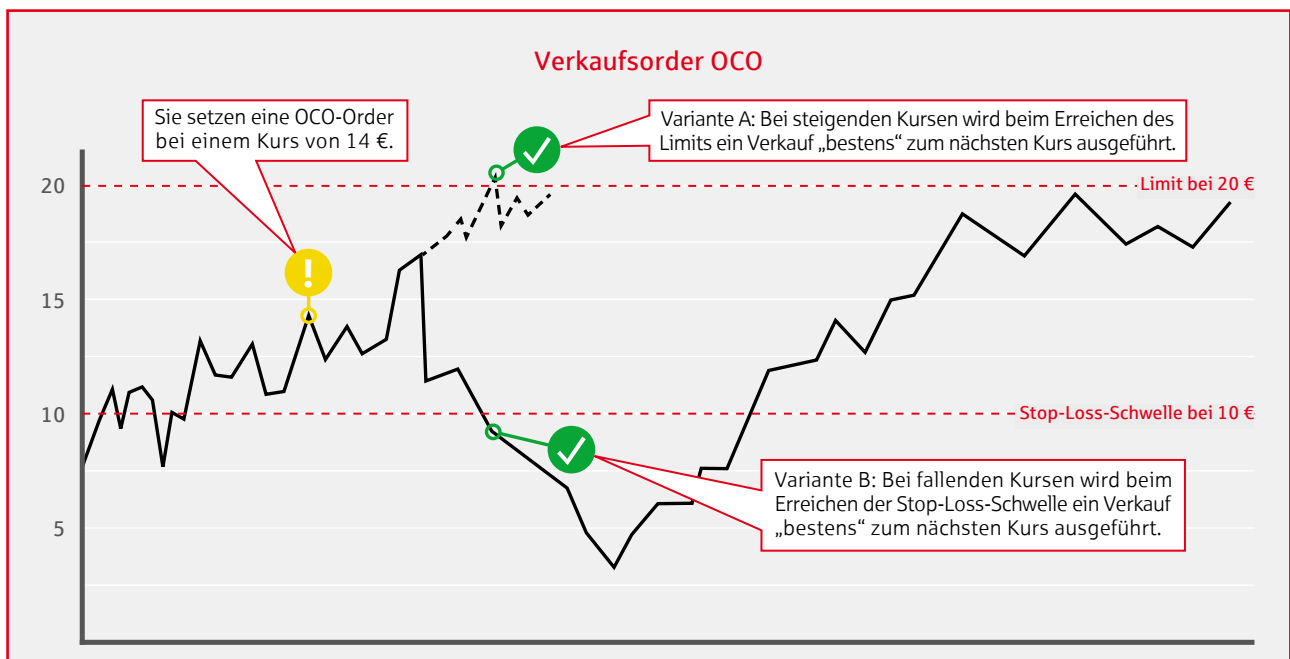 Verkaufsorder OCO
Sie setzen eine OCO-Order
bei einem Kurs von 14 €.
Variante A: Bei steigenden Kursen wird beim Erreichen des
Limits ein Verkauf „bestens“ zum nächsten Kurs ausgeführt.
20
Limit bei 20 €
15
10
Stop-Loss-Schwelle bei 10 €
Variante B: Bei fallenden Kursen wird beim
Erreichen der Stop-Loss-Schwelle ein Verkauf
„bestens“ zum nächsten Kurs ausgeführt.
5